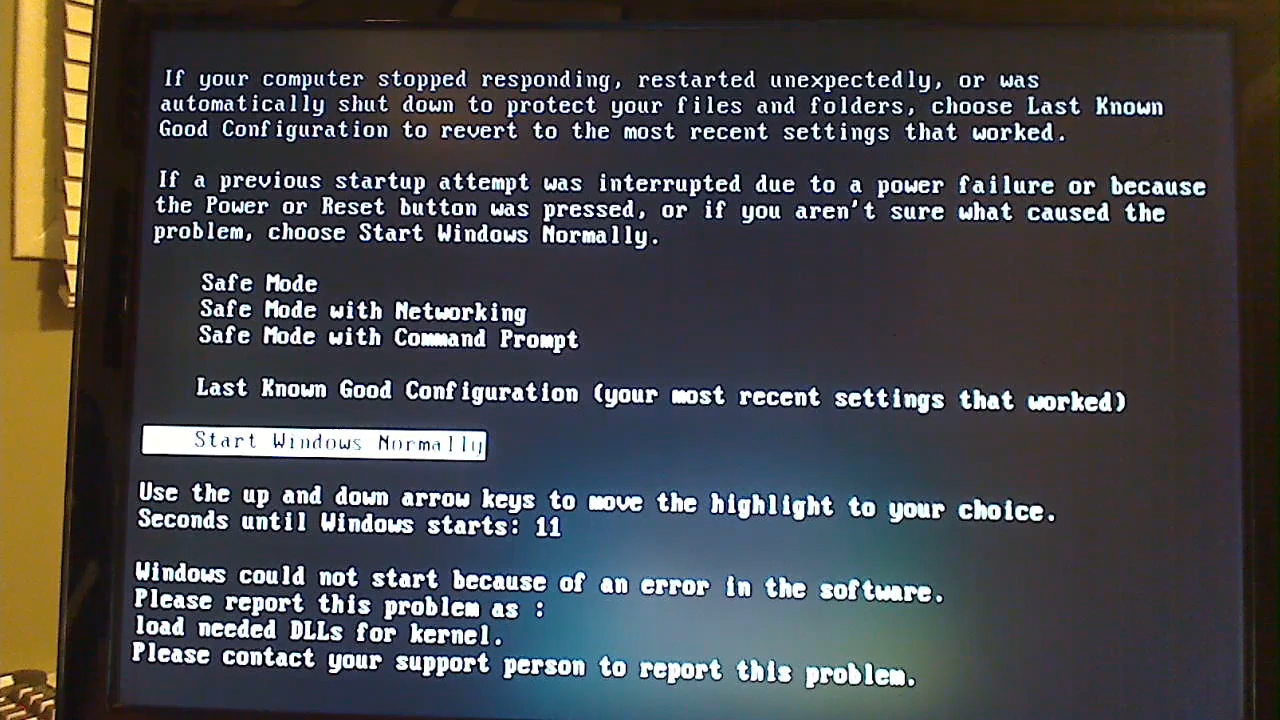 If your computer stopped responding, restarted unexpectedly, or was
automatically shut down to protect your files and folders, choose Last Known
Good Configuration to revert to the most recent settings that worked.
If a previous startup attempt was interrupted due to a power failure or because
the Power or Reset button was pressed, or if you aren't sure what caused the
problem, choose Start Windows Normally.
Safe Mode
Safe Mode with Networking
Safe Mode with Command Prompt
Last Known Good Configuration (your most recent settings that worked)
Start Windows Normally
Use the up and down arrow keys to move the highlight to your choice.
Seconds until Windows starts: 11
Windows could not start because of an error in the software.
Please report this problem as :
load needed DLLs for kernel.
Please contact your support person to report this problem.